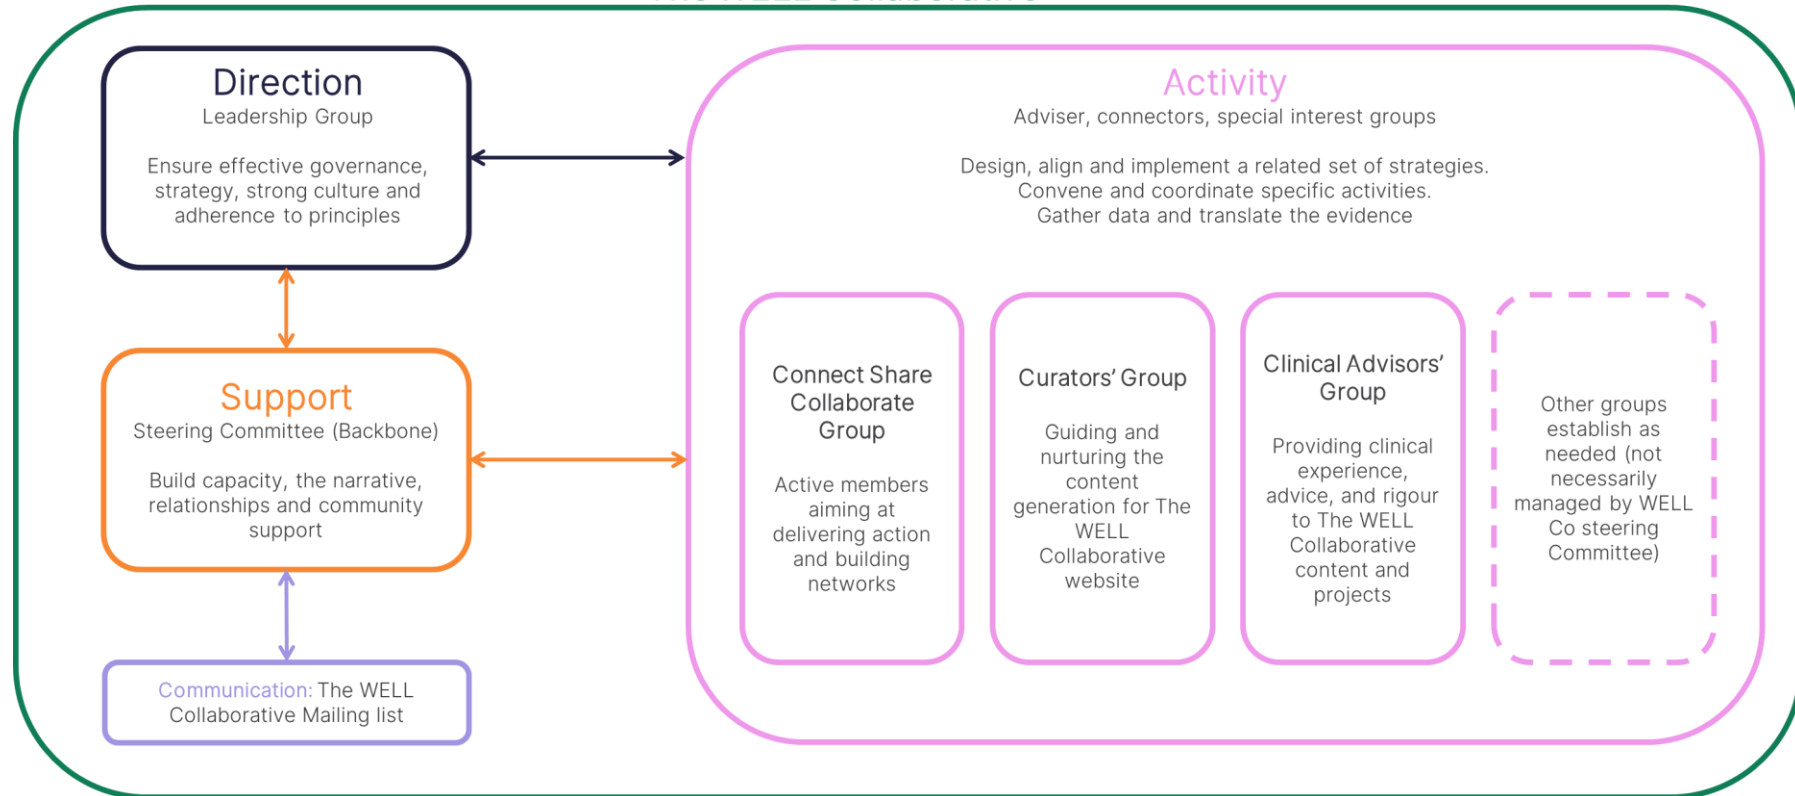 Direction
Leadership Group
Ensure effective governance,
strategy, strong culture and
adherence to principles
Support
Steering Committee (Backbone)
Build capacity, the narrative,
relationships and community
support
Communication: The WELL
Collaborative Mailing list
Activity
Adviser, connectors, special interest groups
Design, align and implement a related set of strategies.
Convene and coordinate specific activities.
Gather data and translate the evidence
Connect Share
Collaborate
Group
Active members
aiming at
delivering action
and building
networks
Curators’ Group
Guiding and
nurturing the
content
generation for The
WELL
Collaborative
website
Clinical Advisors’
Group
Providing clinical
experience,
advice, and rigour
to The WELL
Collaborative
content and
projects
Other groups
establish as
needed (not
necessarily
managed by WELL
Co steering
Committee)